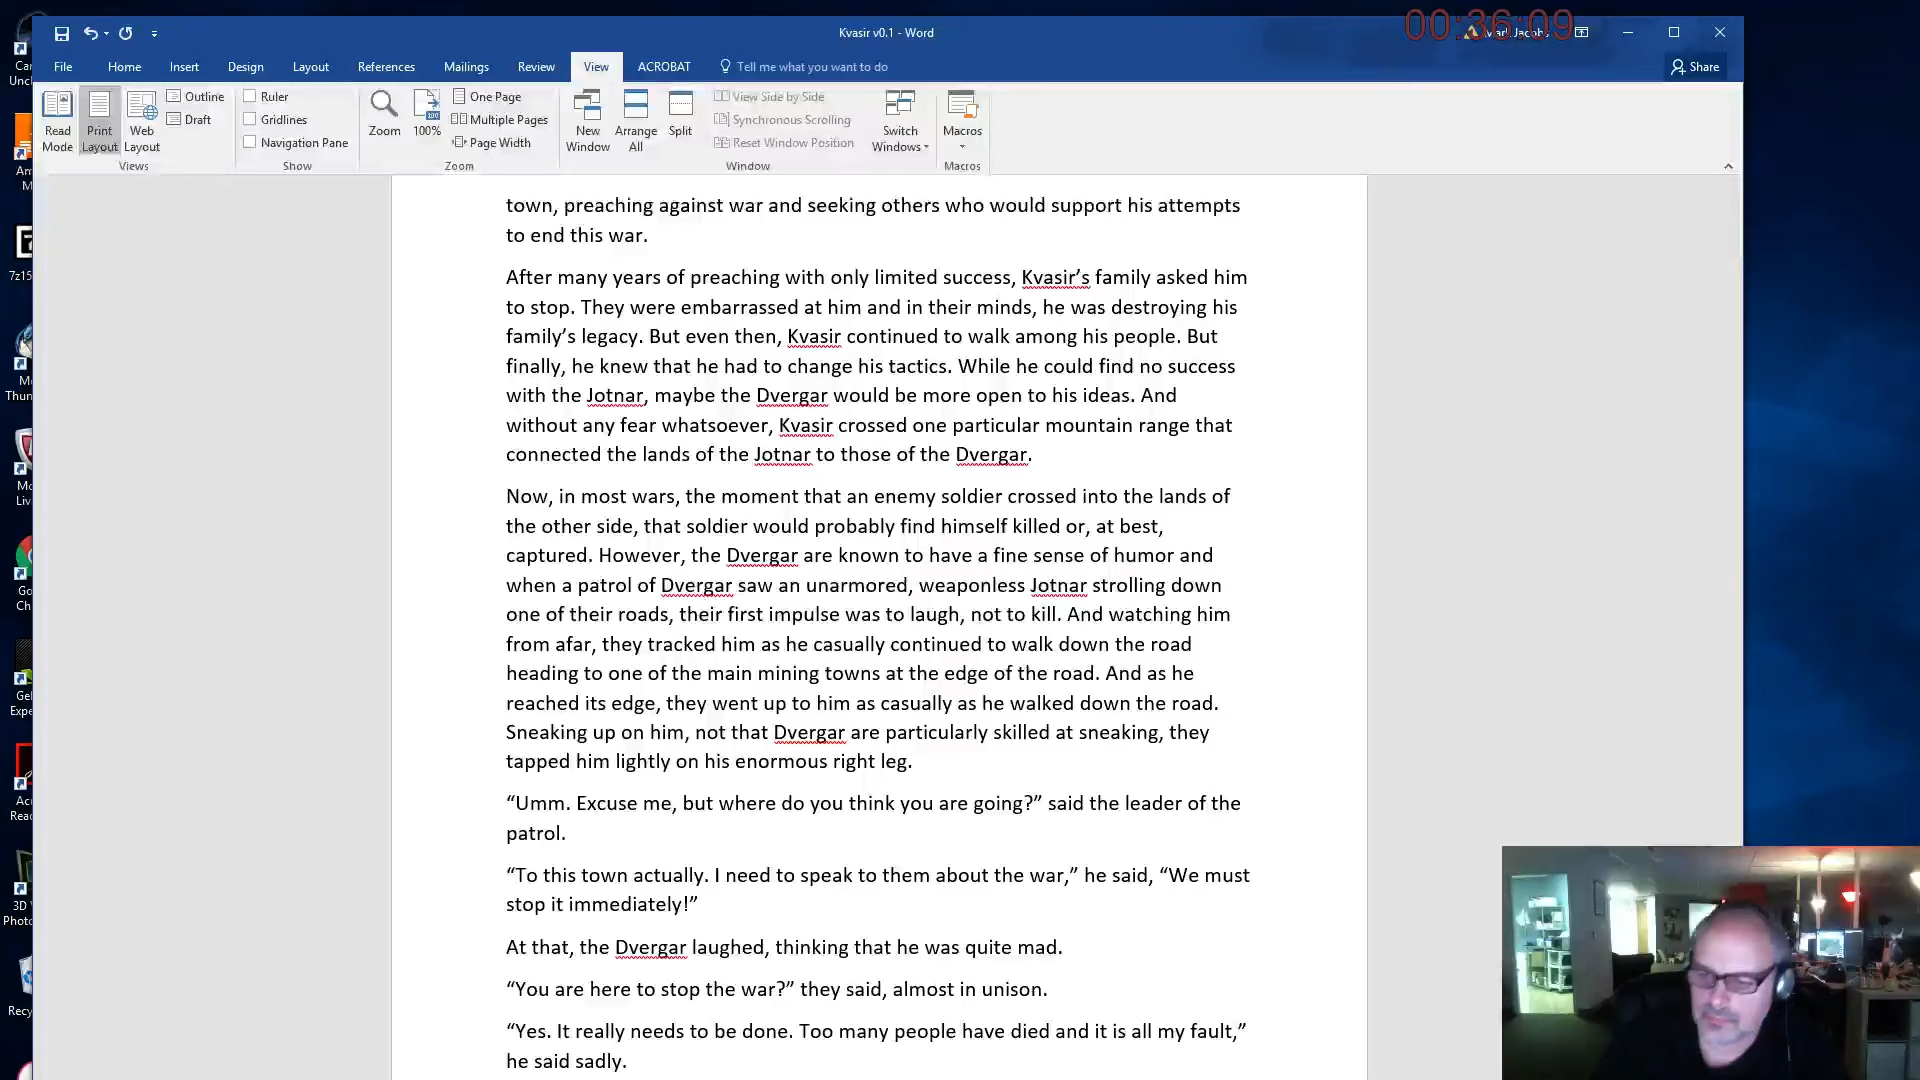 00:36:09
Kvasir v0.1 - Word
File Home Insert Design Layout References Mailings Review View ACROBAT Tell me what you want to do Share
Read Mode
Print Layout
Web Layout
Outline
Draft
Views
Ruler
Gridlines
Navigation Pane
Show
Zoom
100%
One Page
Multiple Pages
Page Width
Zoom
New Window
Arrange All
Split
View Side by Side
Synchronous Scrolling
Reset Window Position
Window
Switch Windows
Macros
Macros
town, preaching against war and seeking others who would support his attempts
to end this war.
After many years of preaching with only limited success, Kvasir’s family asked him
to stop. They were embarrassed at him and in their minds, he was destroying his
family’s legacy. But even then, Kvasir continued to walk among his people. But
finally, he knew that he had to change his tactics. While he could find no success
with the Jotnar, maybe the Dvergar would be more open to his ideas. And
without any fear whatsoever, Kvasir crossed one particular mountain range that
connected the lands of the Jotnar to those of the Dvergar.
Now, in most wars, the moment that an enemy soldier crossed into the lands of
the other side, that soldier would probably find himself killed or, at best,
captured. However, the Dvergar are known to have a fine sense of humor and
when a patrol of Dvergar saw an unarmored, weaponless Jotnar strolling down
one of their roads, their first impulse was to laugh, not to kill. And watching him
from afar, they tracked him as he casually continued to walk down the road
heading to one of the main mining towns at the edge of the road. And as he
reached its edge, they went up to him as casually as he walked down the road.
Sneaking up on him, not that Dvergar are particularly skilled at sneaking, they
tapped him lightly on his enormous right leg.
“Umm. Excuse me, but where do you think you are going?” said the leader of the
patrol.
“To this town actually. I need to speak to them about the war,” he said, “We must
stop it immediately!”
At that, the Dvergar laughed, thinking that he was quite mad.
“You are here to stop the war?” they said, almost in unison.
“Yes. It really needs to be done. Too many people have died and it is all my fault,”
he said sadly.